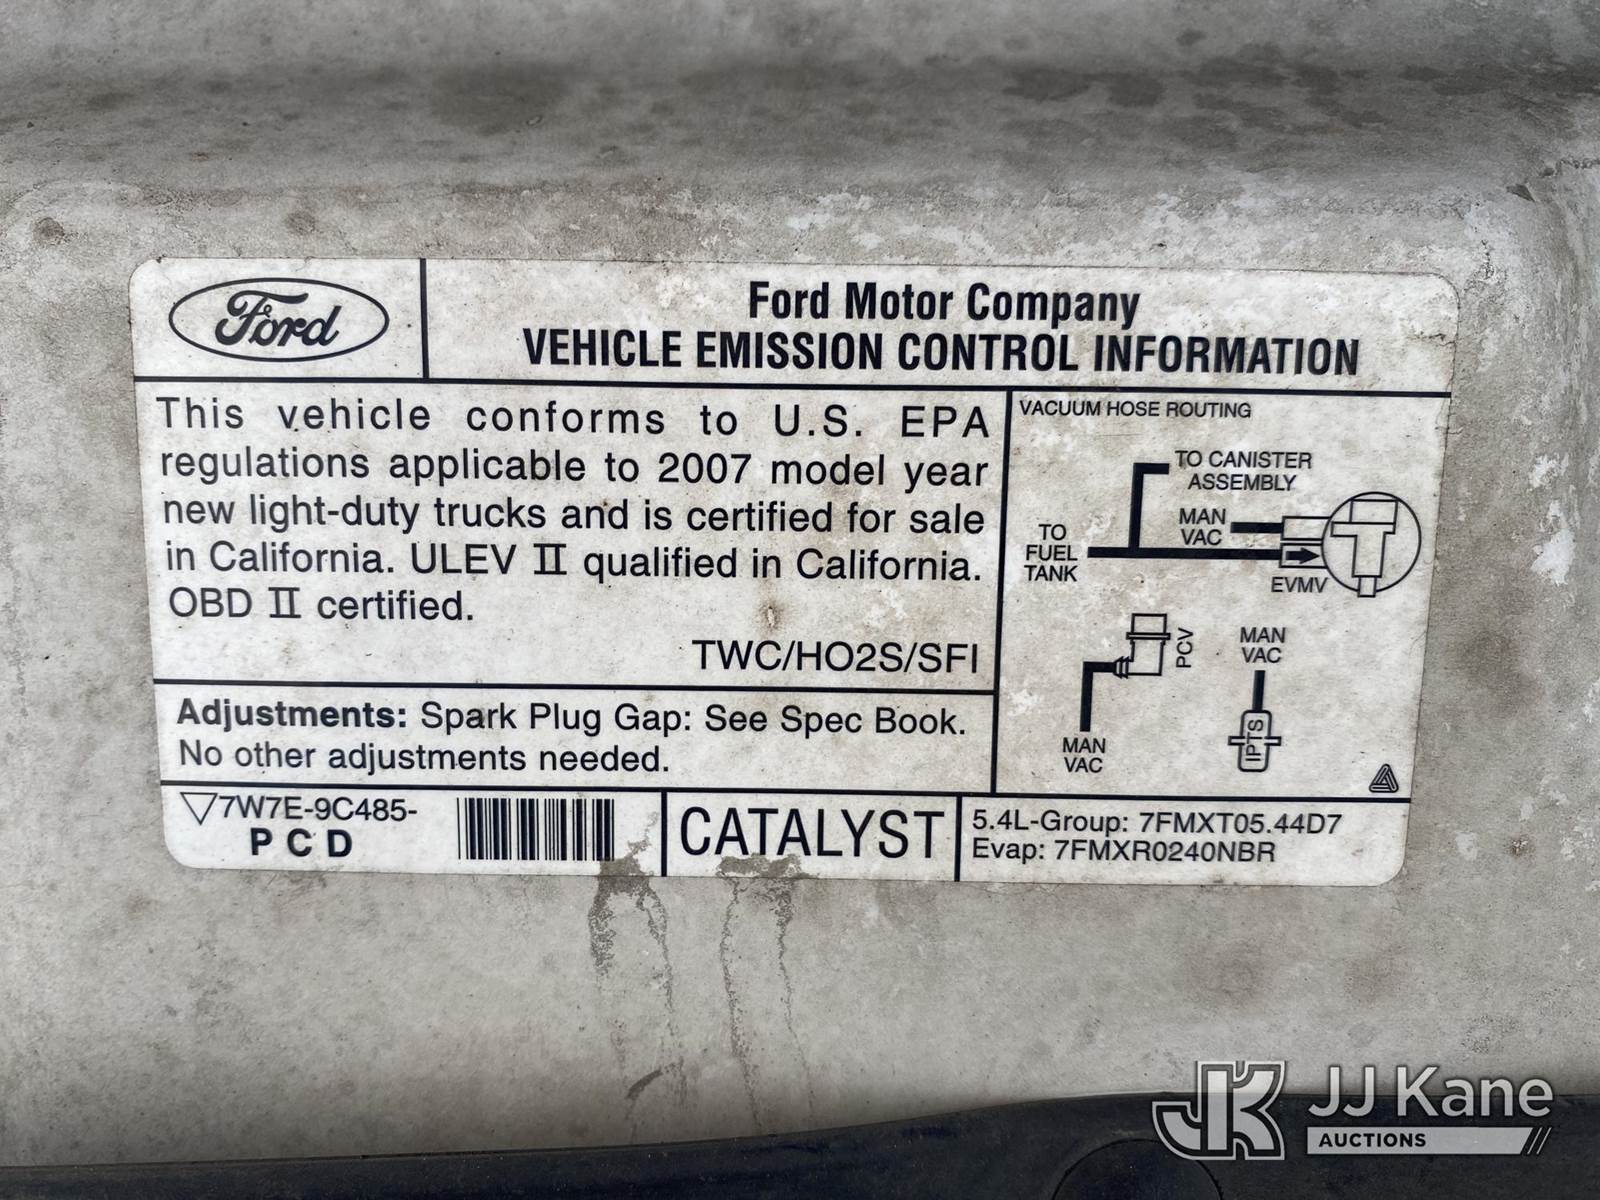 Ford
Ford Motor Company
VEHICLE EMISSION CONTROL INFORMATION
This vehicle conforms to U.S. EPA
regulations applicable to 2007 model year
new light-duty trucks and is certified for sale
in California. ULEV II qualified in California.
OBD II certified.
TWC/HO2S/SFI
Adjustments: Spark Plug Gap: See Spec Book.
No other adjustments needed.
VACUUM HOSE ROUTING
TO CANISTER
ASSEMBLY
MAN
VAC
TO
FUEL
TANK
EVMV
PCV
MAN
VAC
MAN
VAC
IPTS
7W7E-9C485-
PCD
CATALYST
5.4L-Group: 7FMXT05.44D7
Evap: 7FMXR0240NBR
JK JJ Kane
AUCTIONS